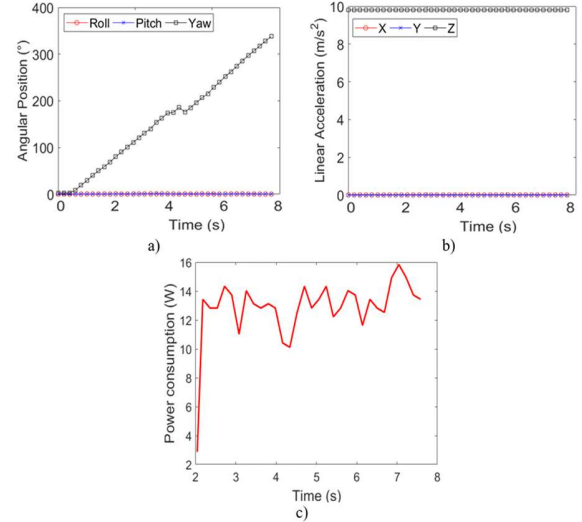 Roll Pitch Yaw
400
300
200
100
0
Angular Position (°)
0 2 4 6 8
Time (s)
a)
X Y Z
10
8
6
4
2
0
Linear Acceleration (m/s²)
0 2 4 6 8
Time (s)
b)
16
14
12
10
8
6
4
2
Power consumption (W)
2 3 4 5 6 7 8
Time (s)
c)